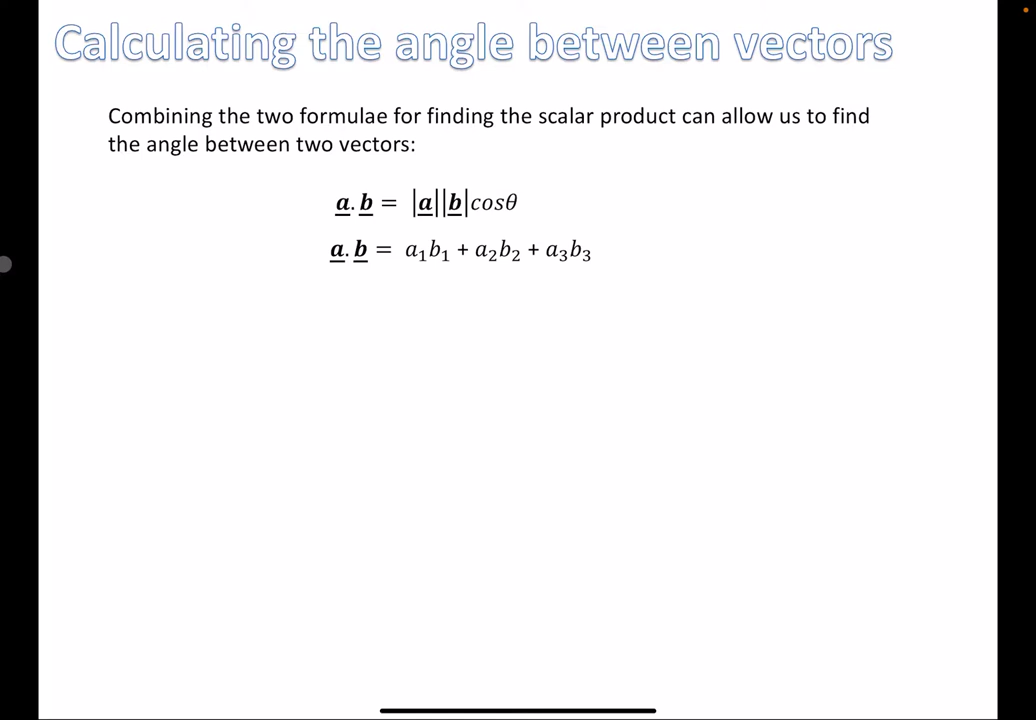 Calculating the angle between vectors
Combining the two formulae for finding the scalar product can allow us to find
the angle between two vectors:
a.b = |a||b|cosθ
a.b = a₁b₁ + a₂b₂ + a₃b₃